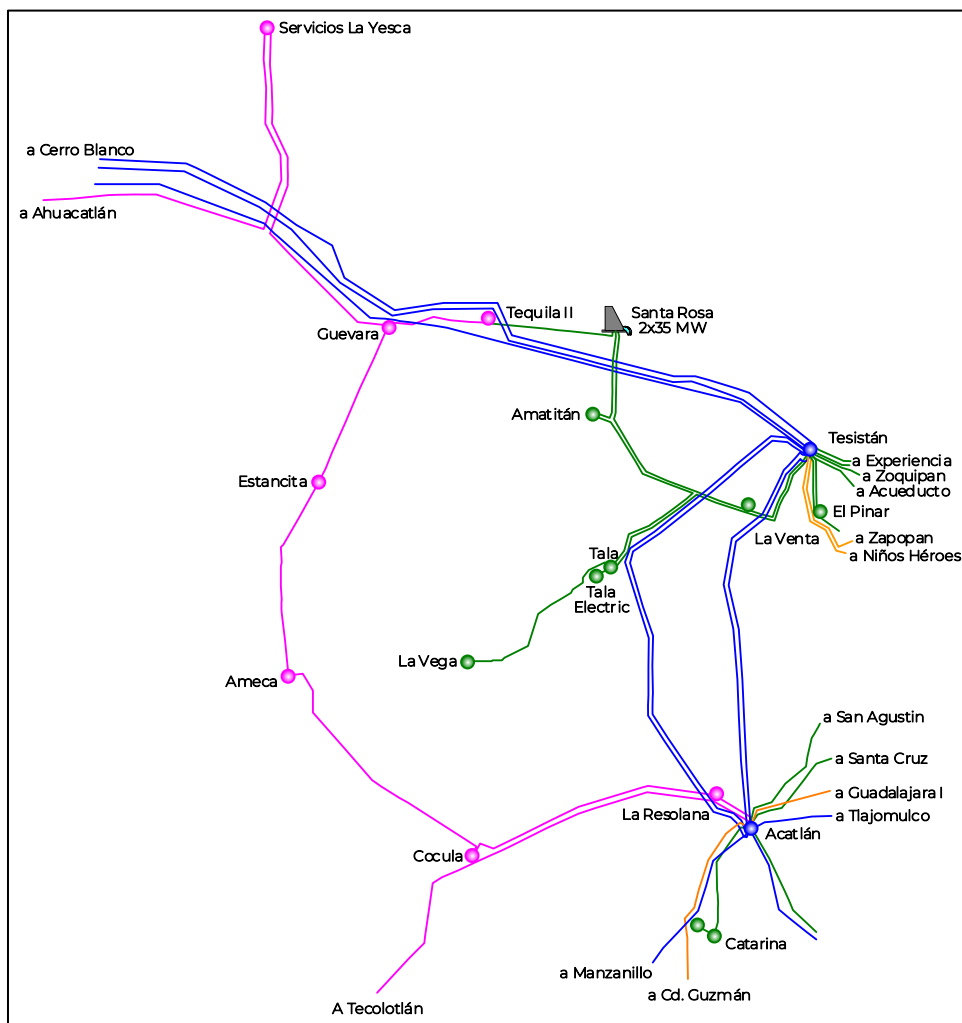 Servicios La Yesca
a Cerro Blanco
a Ahuacatlán
Tequila II
Santa Rosa
2x35 MW
Guevara
Amatitán
Tesistán
a Experiencia
a Zoquipan
a Acueducto
Estancita
El Pinar
La Venta
a Zapopan
a Niños Héroes
Tala
Tala
Electric
La Vega
Ameca
a San Agustin
a Santa Cruz
a Guadalajara I
La Resolana
a Tlajomulco
Acatlán
Cocula
Catarina
a Manzanillo
a Cd. Guzmán
A Tecolotlán